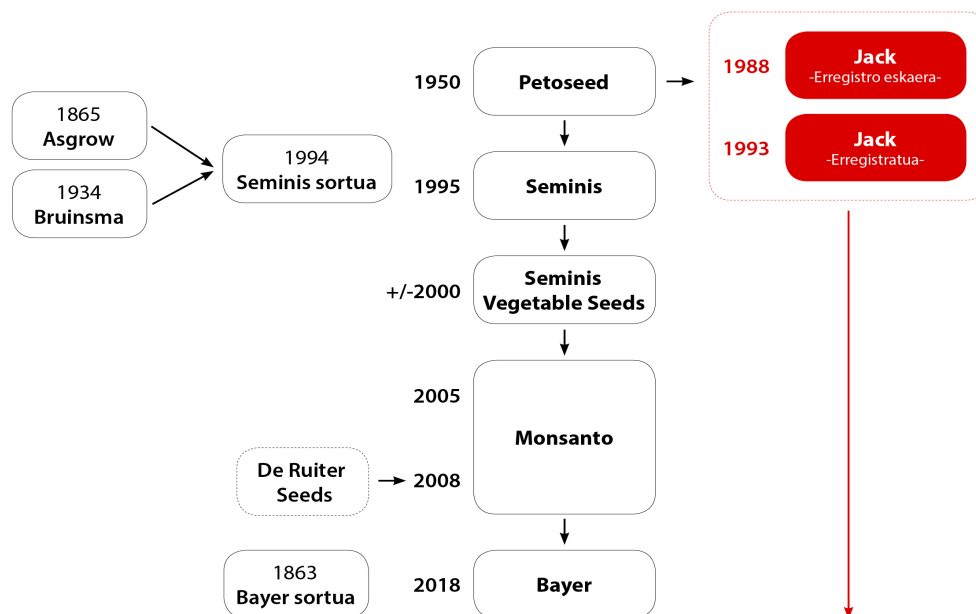 1988
Jack
-Erregistro eskaera-
1950
Petoseed
1865
Asgrow
1993
Jack
-Erregistratua-
1994
Seminis sortua
1995
Seminis
1934
Bruinsma
+/-2000
Seminis
Vegetable Seeds
2005
Monsanto
De Ruiter
Seeds
2008
1863
Bayer sortua
2018
Bayer